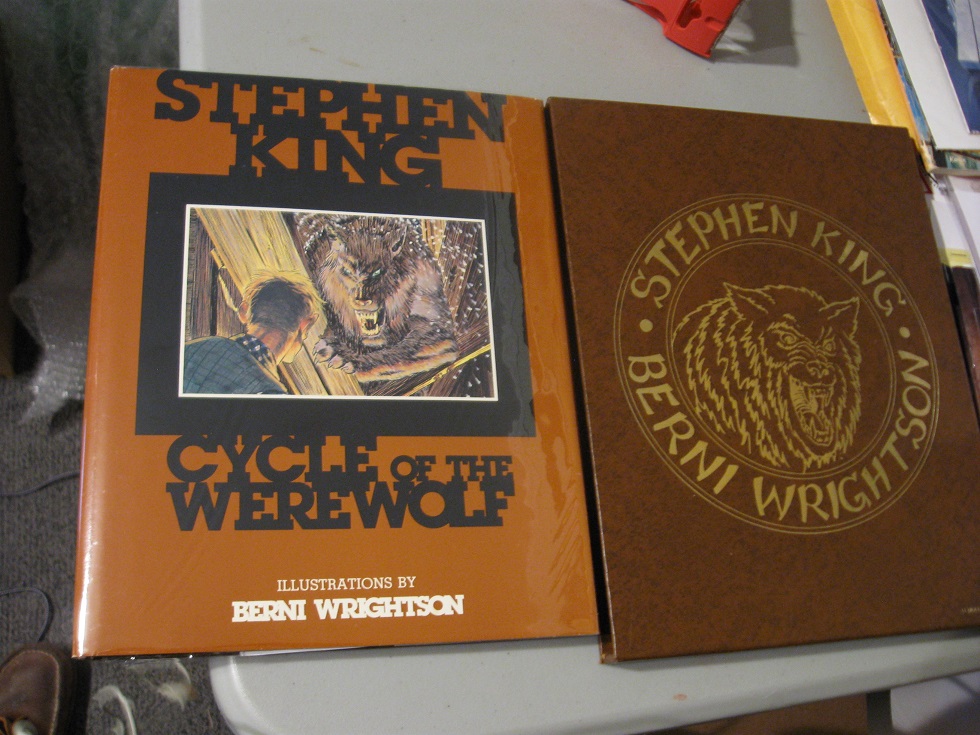 STEPHEN
KING
CYCLE OF THE
WEREWOLF
ILLUSTRATIONS BY
BERNI WRIGHTSON
• STEPHEN KING •
BERNI WRIGHTSON